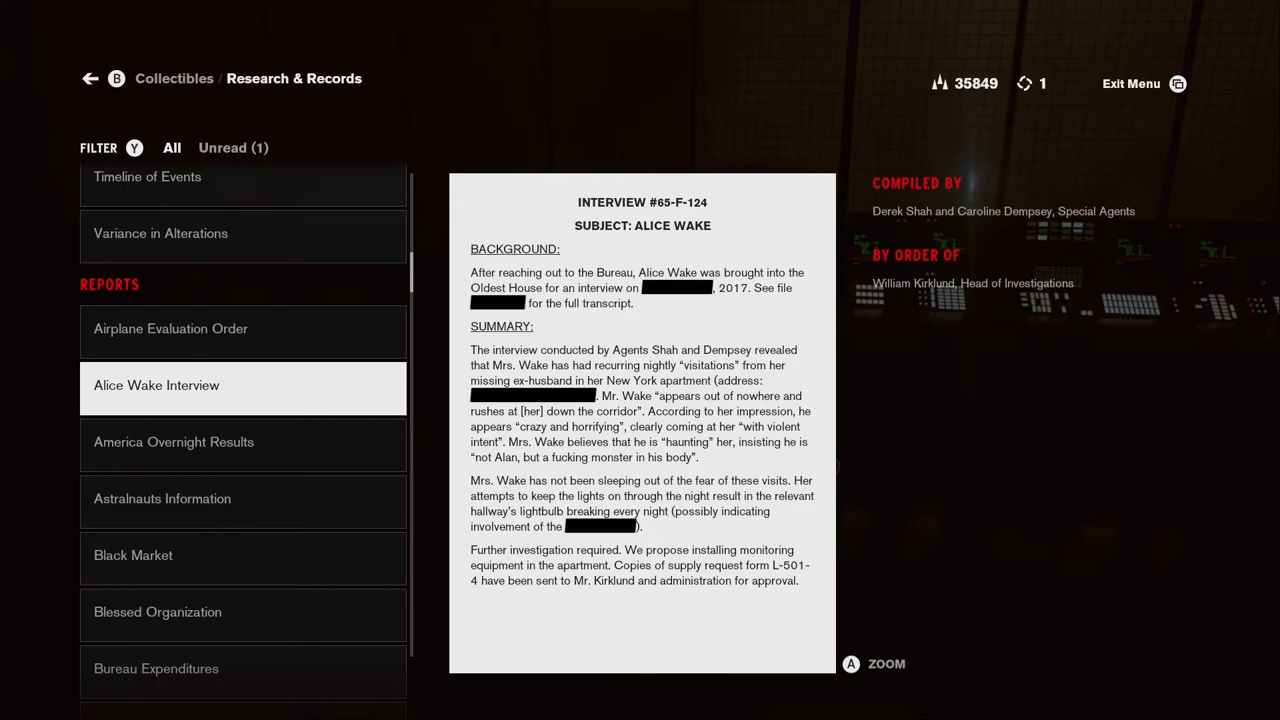 B Collectibles / Research & Records
35849 1 Exit Menu
FILTER Y All Unread (1)
Timeline of Events
Variance in Alterations
REPORTS
Airplane Evaluation Order
Alice Wake Interview
America Overnight Results
Astralnauts Information
Black Market
Blessed Organization
Bureau Expenditures
INTERVIEW #65-F-124
SUBJECT: ALICE WAKE
BACKGROUND:
After reaching out to the Bureau, Alice Wake was brought into the
Oldest House for an interview on , 2017. See file
for the full transcript.
SUMMARY:
The interview conducted by Agents Shah and Dempsey revealed
that Mrs. Wake has had recurring nightly “visitations” from her
missing ex-husband in her New York apartment (address:
. Mr. Wake “appears out of nowhere and
rushes at [her] down the corridor”. According to her impression, he
appears “crazy and horrifying”, clearly coming at her “with violent
intent”. Mrs. Wake believes that he is “haunting” her, insisting he is
“not Alan, but a fucking monster in his body”.
Mrs. Wake has not been sleeping out of the fear of these visits. Her
attempts to keep the lights on through the night result in the relevant
hallway’s lightbulb breaking every night (possibly indicating
involvement of the ).
Further investigation required. We propose installing monitoring
equipment in the apartment. Copies of supply request form L-501-
4 have been sent to Mr. Kirklund and administration for approval.
COMPILED BY
Derek Shah and Caroline Dempsey, Special Agents
BY ORDER OF
William Kirklund, Head of Investigations
A ZOOM